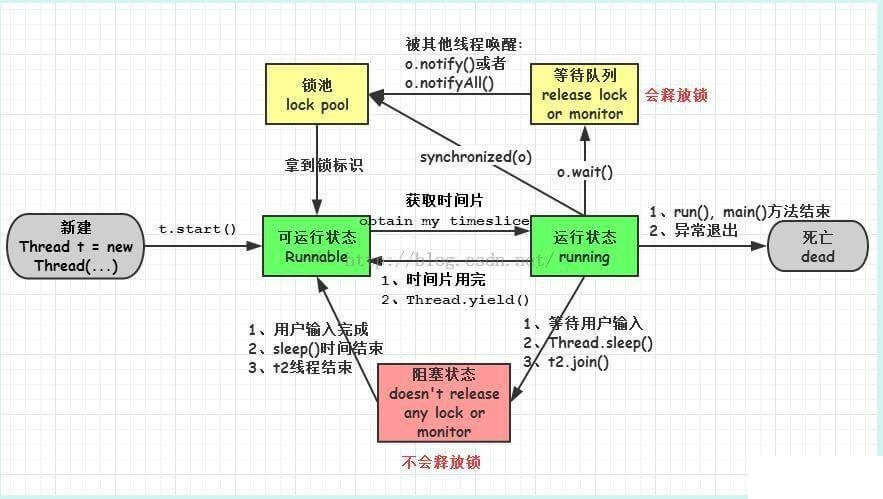 被其他线程唤醒:
o.notify()或者
o.notifyAll()
锁池
lock pool
等待队列
release lock
or monitor
会释放锁
synchronized(o)
o.wait()
拿到锁标识
获取时间片
obtain my timeslice
新建
Thread t = new
Thread(...)
t.start()
可运行状态
Runnable
运行状态
running
1、run(), main()方法结束
2、异常退出
死亡
dead
http://blog.csdn.net/
1、时间片用完
2、Thread.yield()
1、用户输入完成
2、sleep()时间结束
3、t2线程结束
1、等待用户输入
2、Thread.sleep()
3、t2.join()
阻塞状态
doesn't release
any lock or
monitor
不会释放锁